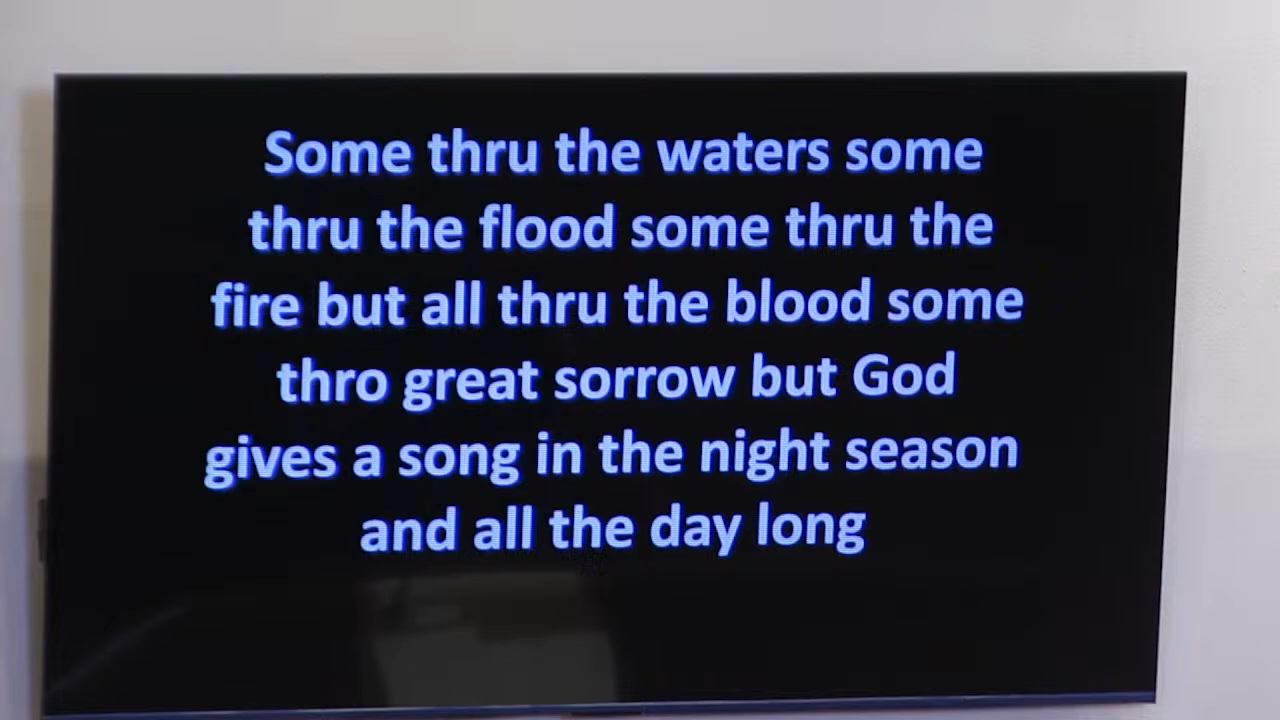 Some thru the waters some
thru the flood some thru the
fire but all thru the blood some
thro great sorrow but God
gives a song in the night season
and all the day long